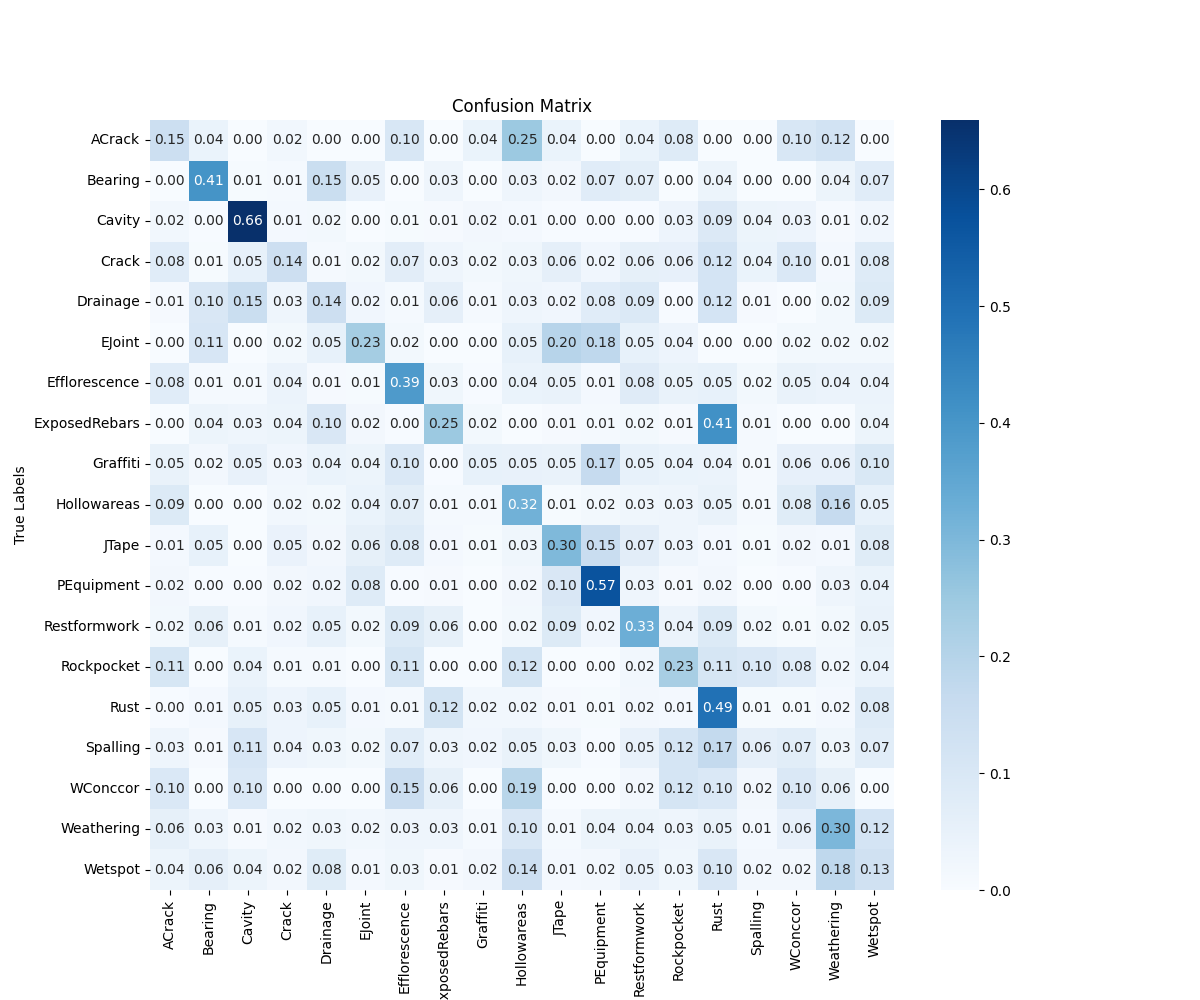 Confusion Matrix
ACrack 0.15 0.04 0.00 0.02 0.00 0.00 0.10 0.00 0.04 0.25 0.04 0.00 0.04 0.08 0.00 0.00 0.10 0.12 0.00
Bearing 0.00 0.41 0.01 0.01 0.15 0.05 0.00 0.03 0.00 0.03 0.02 0.07 0.07 0.00 0.04 0.00 0.00 0.04 0.07
Cavity 0.02 0.00 0.66 0.01 0.02 0.00 0.01 0.01 0.02 0.01 0.00 0.00 0.00 0.03 0.09 0.04 0.03 0.01 0.02
Crack 0.08 0.01 0.05 0.14 0.01 0.02 0.07 0.03 0.02 0.03 0.06 0.02 0.06 0.06 0.12 0.04 0.10 0.01 0.08
Drainage 0.01 0.10 0.15 0.03 0.14 0.02 0.01 0.06 0.01 0.03 0.02 0.08 0.09 0.00 0.12 0.01 0.00 0.02 0.09
EJoint 0.00 0.11 0.00 0.02 0.05 0.23 0.02 0.00 0.00 0.05 0.20 0.18 0.05 0.04 0.00 0.00 0.02 0.02 0.02
Efflorescence 0.08 0.01 0.01 0.04 0.01 0.01 0.39 0.03 0.00 0.04 0.05 0.01 0.08 0.05 0.05 0.02 0.05 0.04 0.04
ExposedRebars 0.00 0.04 0.03 0.04 0.10 0.02 0.00 0.25 0.02 0.00 0.01 0.01 0.02 0.01 0.41 0.01 0.00 0.00 0.04
Graffiti 0.05 0.02 0.05 0.03 0.04 0.04 0.10 0.00 0.05 0.05 0.05 0.17 0.05 0.04 0.04 0.01 0.06 0.06 0.10
Hollowareas 0.09 0.00 0.00 0.02 0.02 0.04 0.07 0.01 0.01 0.32 0.01 0.02 0.03 0.03 0.05 0.01 0.08 0.16 0.05
JTape 0.01 0.05 0.00 0.05 0.02 0.06 0.08 0.01 0.01 0.03 0.30 0.15 0.07 0.03 0.01 0.01 0.02 0.01 0.08
PEquipment 0.02 0.00 0.00 0.02 0.02 0.08 0.00 0.01 0.00 0.02 0.10 0.57 0.03 0.01 0.02 0.00 0.00 0.03 0.04
Restformwork 0.02 0.06 0.01 0.02 0.05 0.02 0.09 0.06 0.00 0.02 0.09 0.02 0.33 0.04 0.09 0.02 0.01 0.02 0.05
Rockpocket 0.11 0.00 0.04 0.01 0.01 0.00 0.11 0.00 0.00 0.12 0.00 0.00 0.02 0.23 0.11 0.10 0.08 0.02 0.04
Rust 0.00 0.01 0.05 0.03 0.05 0.01 0.01 0.12 0.02 0.02 0.01 0.01 0.02 0.01 0.49 0.01 0.01 0.02 0.08
Spalling 0.03 0.01 0.11 0.04 0.03 0.02 0.07 0.03 0.02 0.05 0.03 0.00 0.05 0.12 0.17 0.06 0.07 0.03 0.07
WConccor 0.10 0.00 0.10 0.00 0.00 0.00 0.15 0.06 0.00 0.19 0.00 0.00 0.02 0.12 0.10 0.02 0.10 0.06 0.00
Weathering 0.06 0.03 0.01 0.02 0.03 0.02 0.03 0.03 0.01 0.10 0.01 0.04 0.04 0.03 0.05 0.01 0.06 0.30 0.12
Wetspot 0.04 0.06 0.04 0.02 0.08 0.01 0.03 0.01 0.02 0.14 0.01 0.02 0.05 0.03 0.10 0.02 0.02 0.18 0.13
True Labels
ACrack
Bearing
Cavity
Crack
Drainage
EJoint
Efflorescence
xposedRebars
Graffiti
Hollowareas
JTape
PEquipment
Restformwork
Rockpocket
Rust
Spalling
WConccor
Weathering
Wetspot
0.6
0.5
0.4
0.3
0.2
0.1
0.0